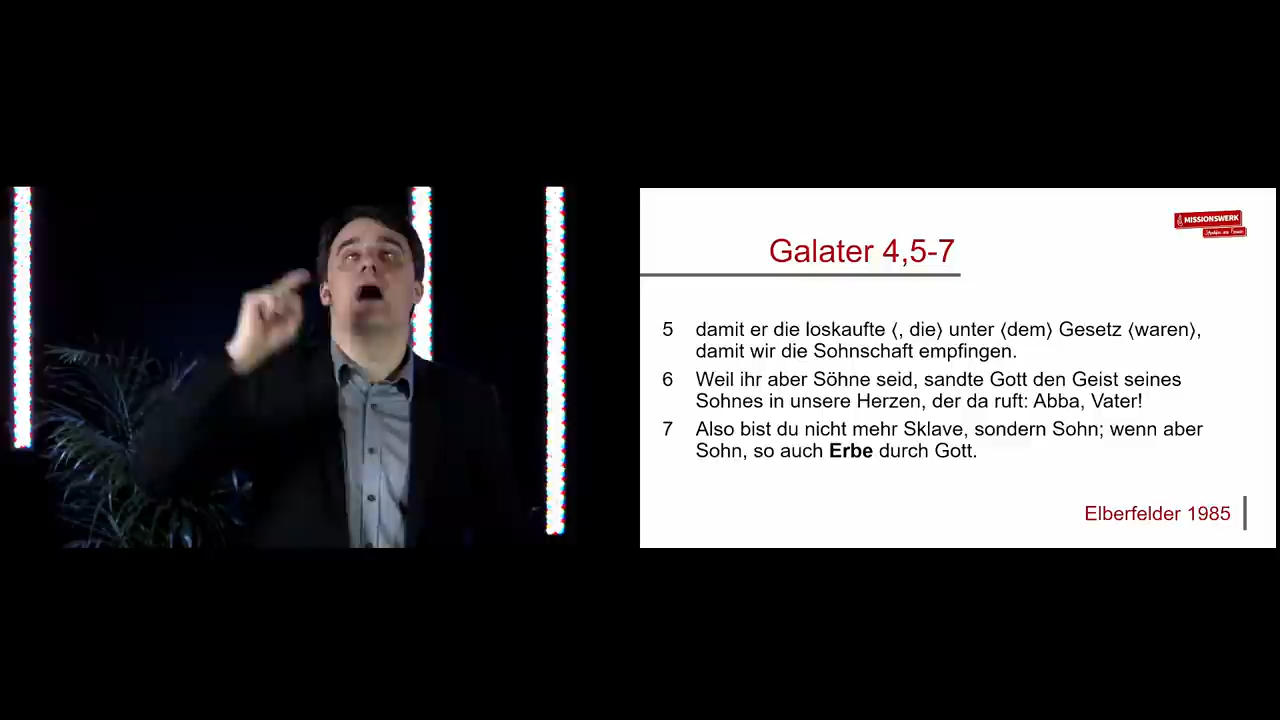 MISSIONSWERK
Galater 4,5-7
5 damit er die loskaufte ⟨, die⟩ unter ⟨dem⟩ Gesetz ⟨waren⟩,
damit wir die Sohnschaft empfingen.
6 Weil ihr aber Söhne seid, sandte Gott den Geist seines
Sohnes in unsere Herzen, der da ruft: Abba, Vater!
7 Also bist du nicht mehr Sklave, sondern Sohn; wenn aber
Sohn, so auch Erbe durch Gott.
Elberfelder 1985